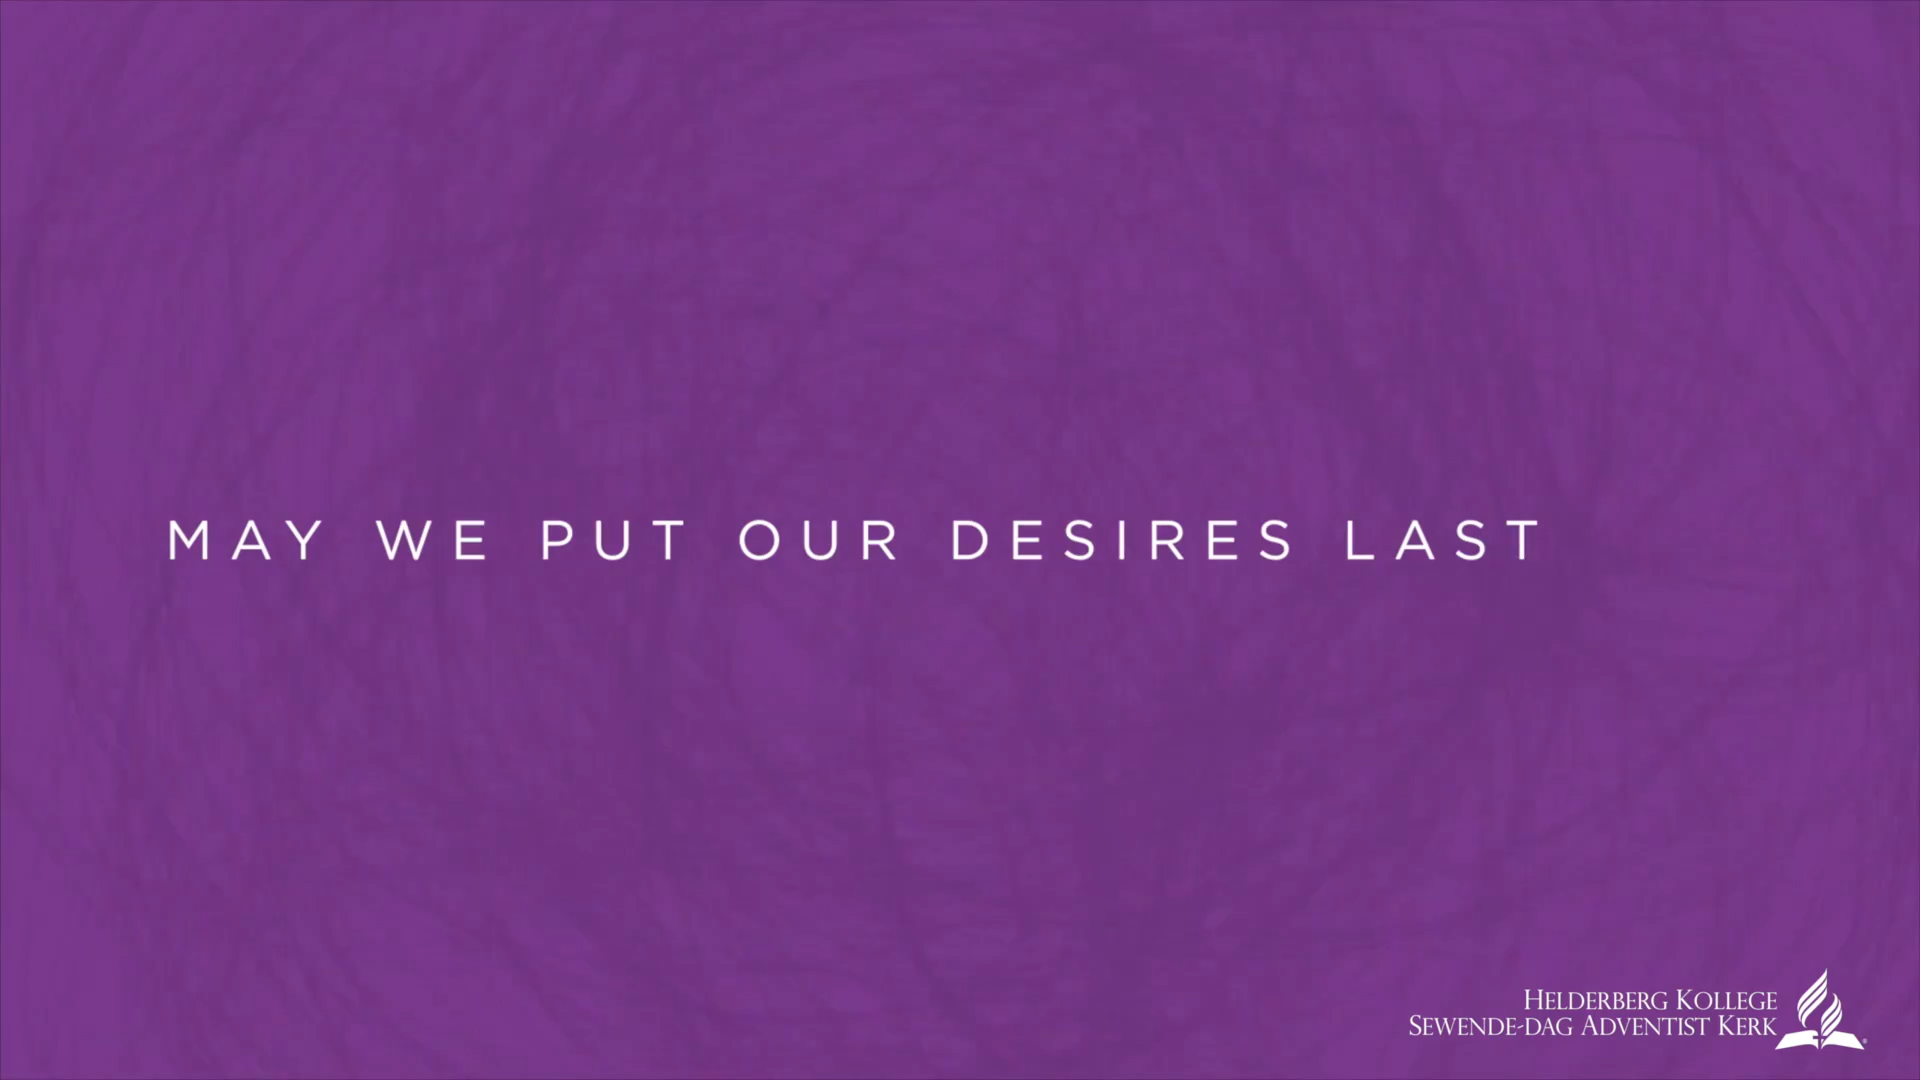 MAY WE PUT OUR DESIRES LAST
HELDERBERG KOLLEGE
SEWENDE-DAG ADVENTIST KERK